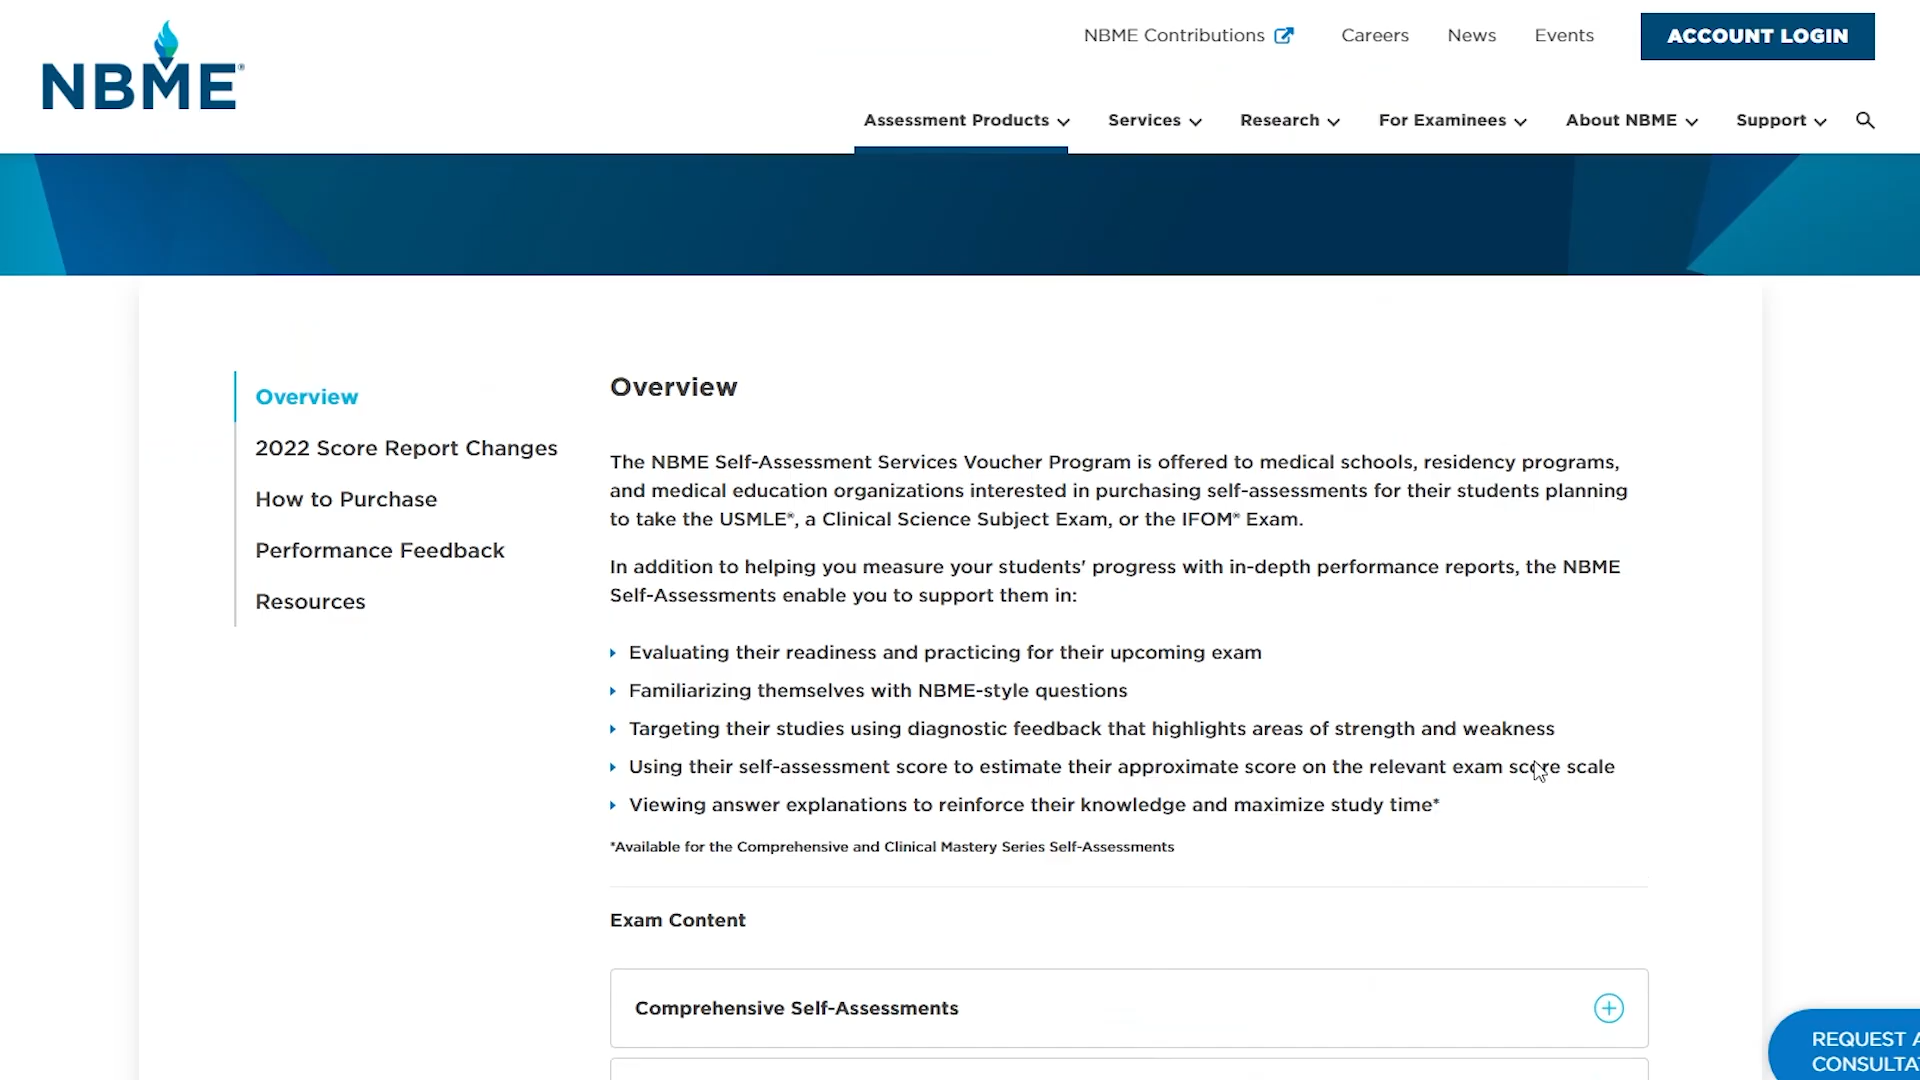 NBME®
NBME Contributions
Careers
News
Events
ACCOUNT LOGIN
Assessment Products
Services
Research
For Examinees
About NBME
Support
Overview
2022 Score Report Changes
How to Purchase
Performance Feedback
Resources
Overview
The NBME Self-Assessment Services Voucher Program is offered to medical schools, residency programs,
and medical education organizations interested in purchasing self-assessments for their students planning
to take the USMLE®, a Clinical Science Subject Exam, or the IFOM® Exam.
In addition to helping you measure your students' progress with in-depth performance reports, the NBME
Self-Assessments enable you to support them in:
Evaluating their readiness and practicing for their upcoming exam
Familiarizing themselves with NBME-style questions
Targeting their studies using diagnostic feedback that highlights areas of strength and weakness
Using their self-assessment score to estimate their approximate score on the relevant exam score scale
Viewing answer explanations to reinforce their knowledge and maximize study time*
*Available for the Comprehensive and Clinical Mastery Series Self-Assessments
Exam Content
Comprehensive Self-Assessments
REQUEST A
CONSULTA